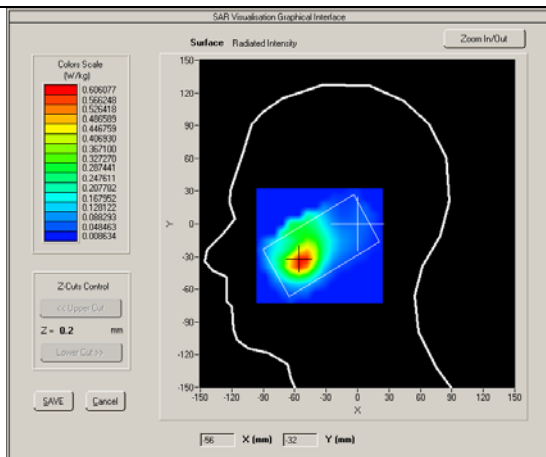 SAR Visualisation Graphical Interface
Surface Radiated Intensity
Zoom In/Out
Colors Scale
(W/kg)
0.606077
0.566248
0.526418
0.486589
0.446759
0.406930
0.367100
0.327270
0.287441
0.247611
0.207782
0.167952
0.128122
0.088293
0.048463
0.008634
Z-Cuts Control
<< Upper Cut
Z = 0.2 mm
Lower Cut >>
SAVE Cancel
150-
120-
90-
60-
30-
0-
-30-
-60-
-90-
-120-
-150-
Y
-150 -120 -90 -60 -30 0 30 60 90 120 150
X
-56 X (mm) -32 Y (mm)